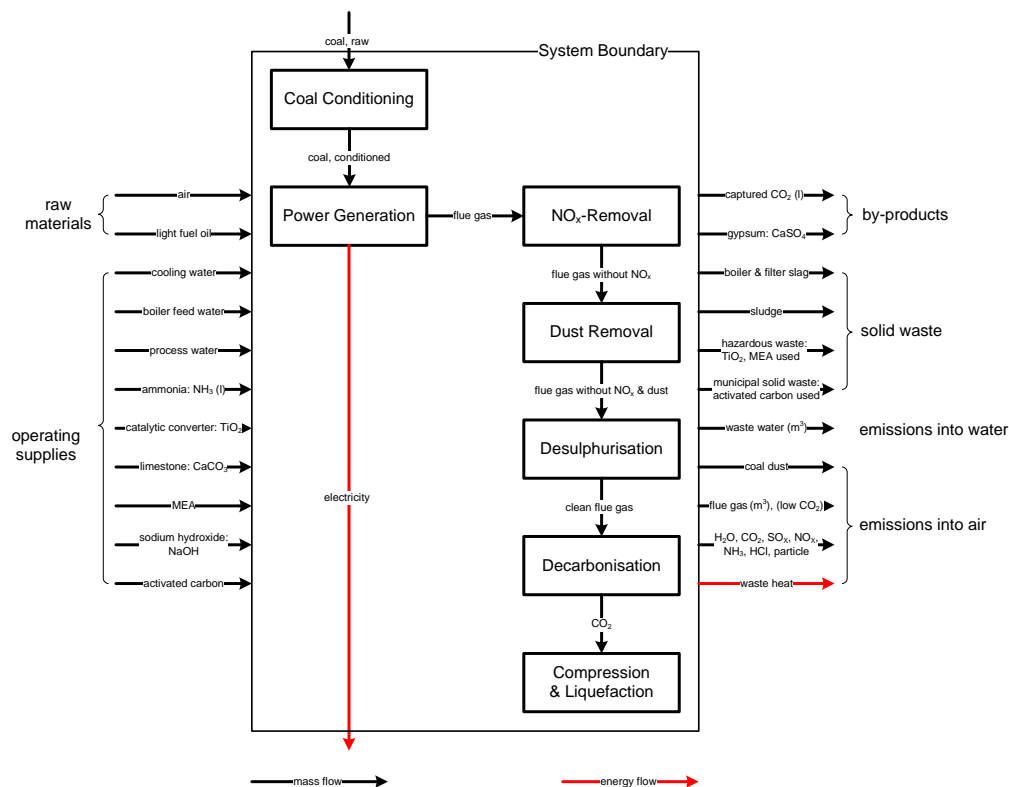 coal, raw
System Boundary
Coal Conditioning
coal, conditioned
raw
materials
air
light fuel oil
Power Generation
flue gas
NOₓ-Removal
captured CO₂ (l)
gypsum: CaSO₄
by-products
operating
supplies
cooling water
boiler feed water
process water
ammonia: NH₃ (l)
catalytic converter: TiO₂
limestone: CaCO₃
MEA
sodium hydroxide:
NaOH
activated carbon
electricity
flue gas without NOₓ
Dust Removal
flue gas without NOₓ & dust
Desulphurisation
clean flue gas
Decarbonisation
CO₂
Compression
& Liquefaction
boiler & filter slag
sludge
hazardous waste:
TiO₂, MEA used
municipal solid waste:
activated carbon used
solid waste
waste water (m³)
emissions into water
coal dust
flue gas (m³), (low CO₂)
H₂O, CO₂, SOₓ, NOₓ,
NH₃, HCl, particle
waste heat
emissions into air
mass flow
energy flow